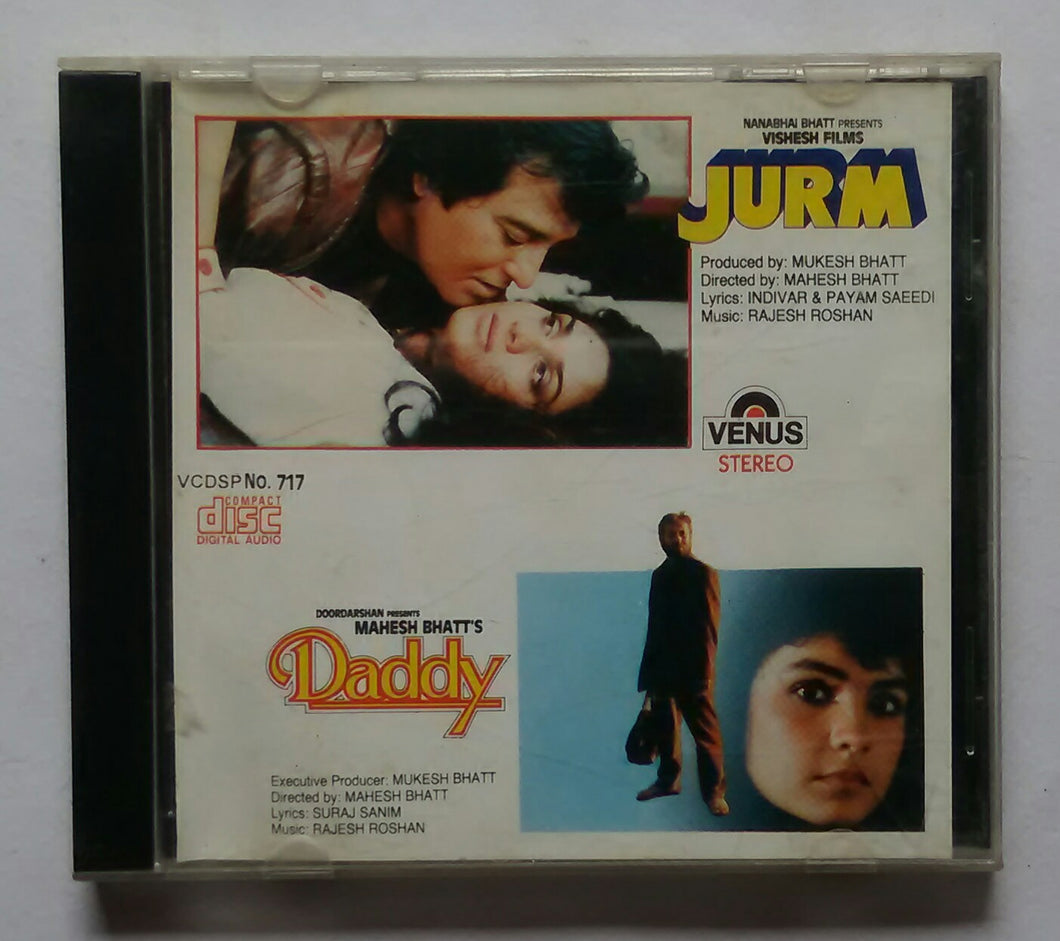 NANABHAI BHATT PRESENTS
VISHESH FILMS
JURM
Produced by: MUKESH BHATT
Directed by: MAHESH BHATT
Lyrics: INDIVAR & PAYAM SAEEDI
Music: RAJESH ROSHAN
VENUS
STEREO
VCDSP No. 717
COMPACT
disc
DIGITAL AUDIO
DOORDARSHAN PRESENTS
MAHESH BHATT'S
Daddy
Executive Producer: MUKESH BHATT
Directed by: MAHESH BHATT
Lyrics: SURAJ SANIM
Music: RAJESH ROSHAN